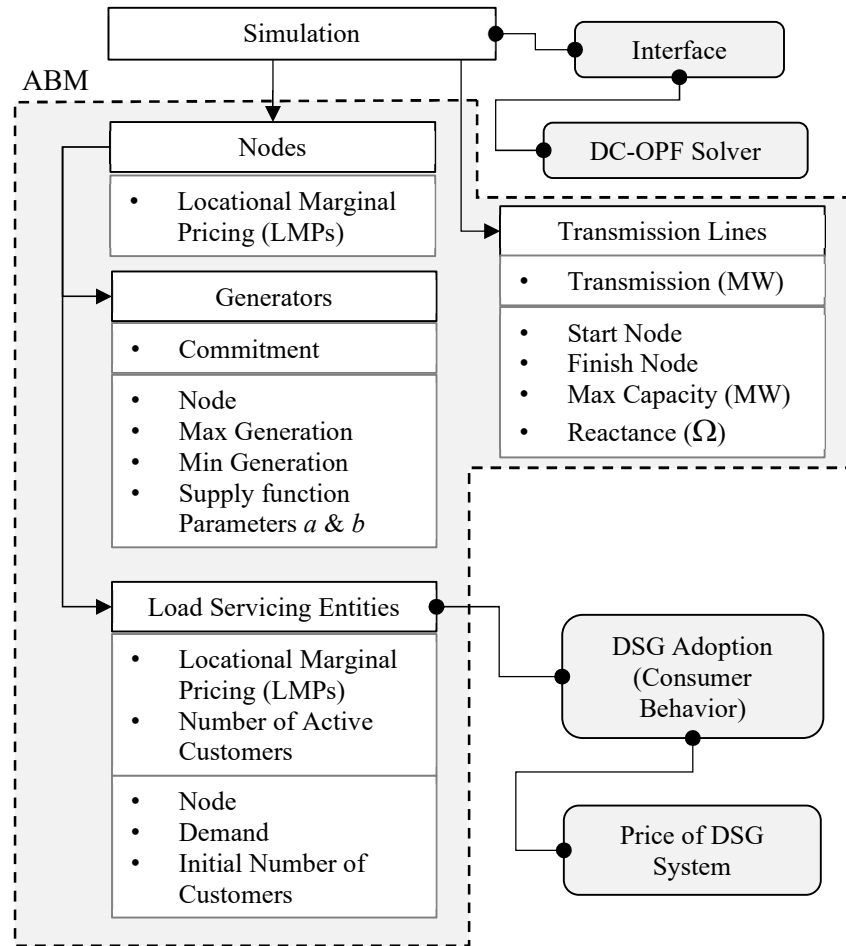 Simulation
Interface
DC-OPF Solver
ABM
Nodes
• Locational Marginal
Pricing (LMPs)
Generators
• Commitment
• Node
• Max Generation
• Min Generation
• Supply function
Parameters a & b
Transmission Lines
• Transmission (MW)
• Start Node
• Finish Node
• Max Capacity (MW)
• Reactance (Ω)
Load Servicing Entities
• Locational Marginal
Pricing (LMPs)
• Number of Active
Customers
• Node
• Demand
• Initial Number of
Customers
DSG Adoption
(Consumer
Behavior)
Price of DSG
System